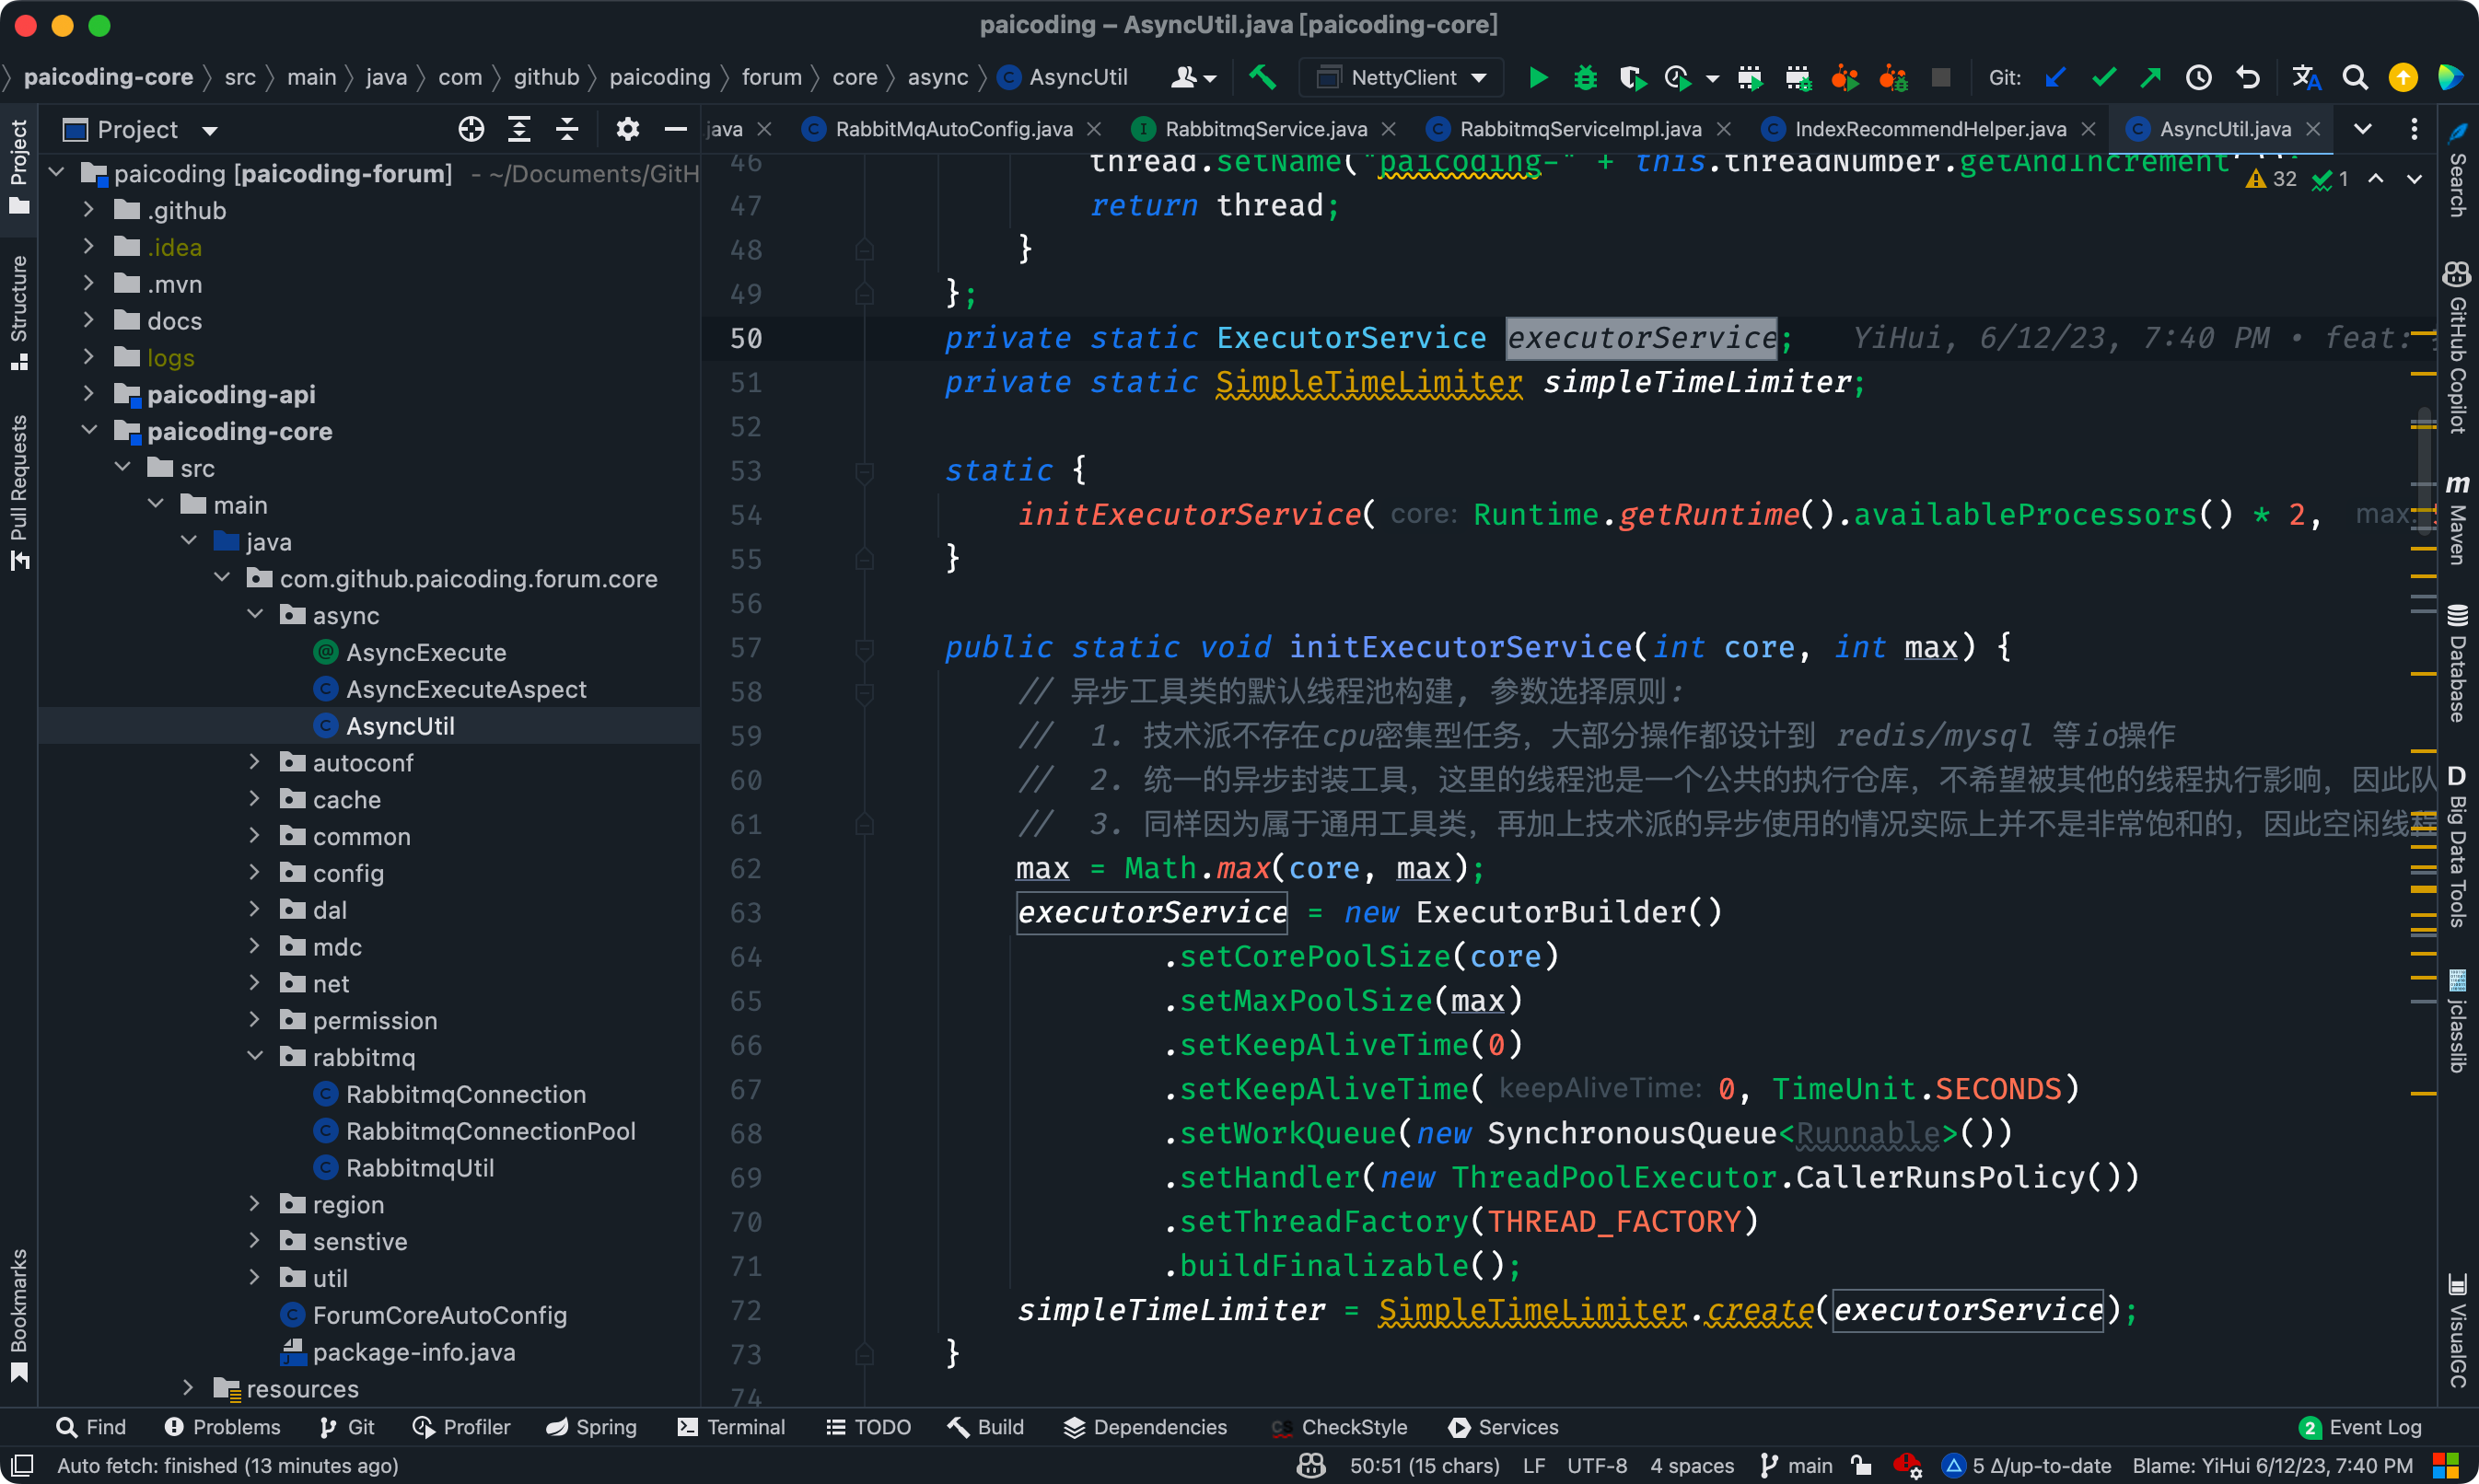 paicoding – AsyncUtil.java [paicoding-core]
paicoding-core src main java com github paicoding forum core async AsyncUtil NettyClient Git:
Project
java RabbitMqAutoConfig.java RabbitmqService.java RabbitmqServiceImpl.java IndexRecommendHelper.java AsyncUtil.java
Project
Structure
Pull Requests
Bookmarks
paicoding [paicoding-forum] - ~/Documents/GitH
.github
.idea
.mvn
docs
logs
paicoding-api
paicoding-core
src
main
java
com.github.paicoding.forum.core
async
AsyncExecute
AsyncExecuteAspect
AsyncUtil
autoconf
cache
common
config
dal
mdc
net
permission
rabbitmq
RabbitmqConnection
RabbitmqConnectionPool
RabbitmqUtil
region
senstive
util
ForumCoreAutoConfig
package-info.java
resources
32 1
46 thread.setName("paicoding-" + this.threadNumber.getAndIncrement
47 return thread;
48 }
49 };
50 private static ExecutorService executorService; YiHui, 6/12/23, 7:40 PM • feat:
51 private static SimpleTimeLimiter simpleTimeLimiter;
52
53 static {
54 initExecutorService( core: Runtime.getRuntime().availableProcessors() * 2, max:
55 }
56
57 public static void initExecutorService(int core, int max) {
58 // 异步工具类的默认线程池构建, 参数选择原则:
59 // 1. 技术派不存在cpu密集型任务，大部分操作都设计到 redis/mysql 等io操作
60 // 2. 统一的异步封装工具，这里的线程池是一个公共的执行仓库，不希望被其他的线程执行影响，因此队
61 // 3. 同样因为属于通用工具类，再加上技术派的异步使用的情况实际上并不是非常饱和的，因此空闲线程
62 max = Math.max(core, max);
63 executorService = new ExecutorBuilder()
64 .setCorePoolSize(core)
65 .setMaxPoolSize(max)
66 .setKeepAliveTime(0)
67 .setKeepAliveTime( keepAliveTime: 0, TimeUnit.SECONDS)
68 .setWorkQueue(new SynchronousQueue<Runnable>())
69 .setHandler(new ThreadPoolExecutor.CallerRunsPolicy())
70 .setThreadFactory(THREAD_FACTORY)
71 .buildFinalizable();
72 simpleTimeLimiter = SimpleTimeLimiter.create(executorService);
73 }
74
Search
GitHub Copilot
Maven
Database
Big Data Tools
jclasslib
VisualGC
Find Problems Git Profiler Spring Terminal TODO Build Dependencies CheckStyle Services 2 Event Log
Auto fetch: finished (13 minutes ago) 50:51 (15 chars) LF UTF-8 4 spaces main 5 Δ/up-to-date Blame: YiHui 6/12/23, 7:40 PM